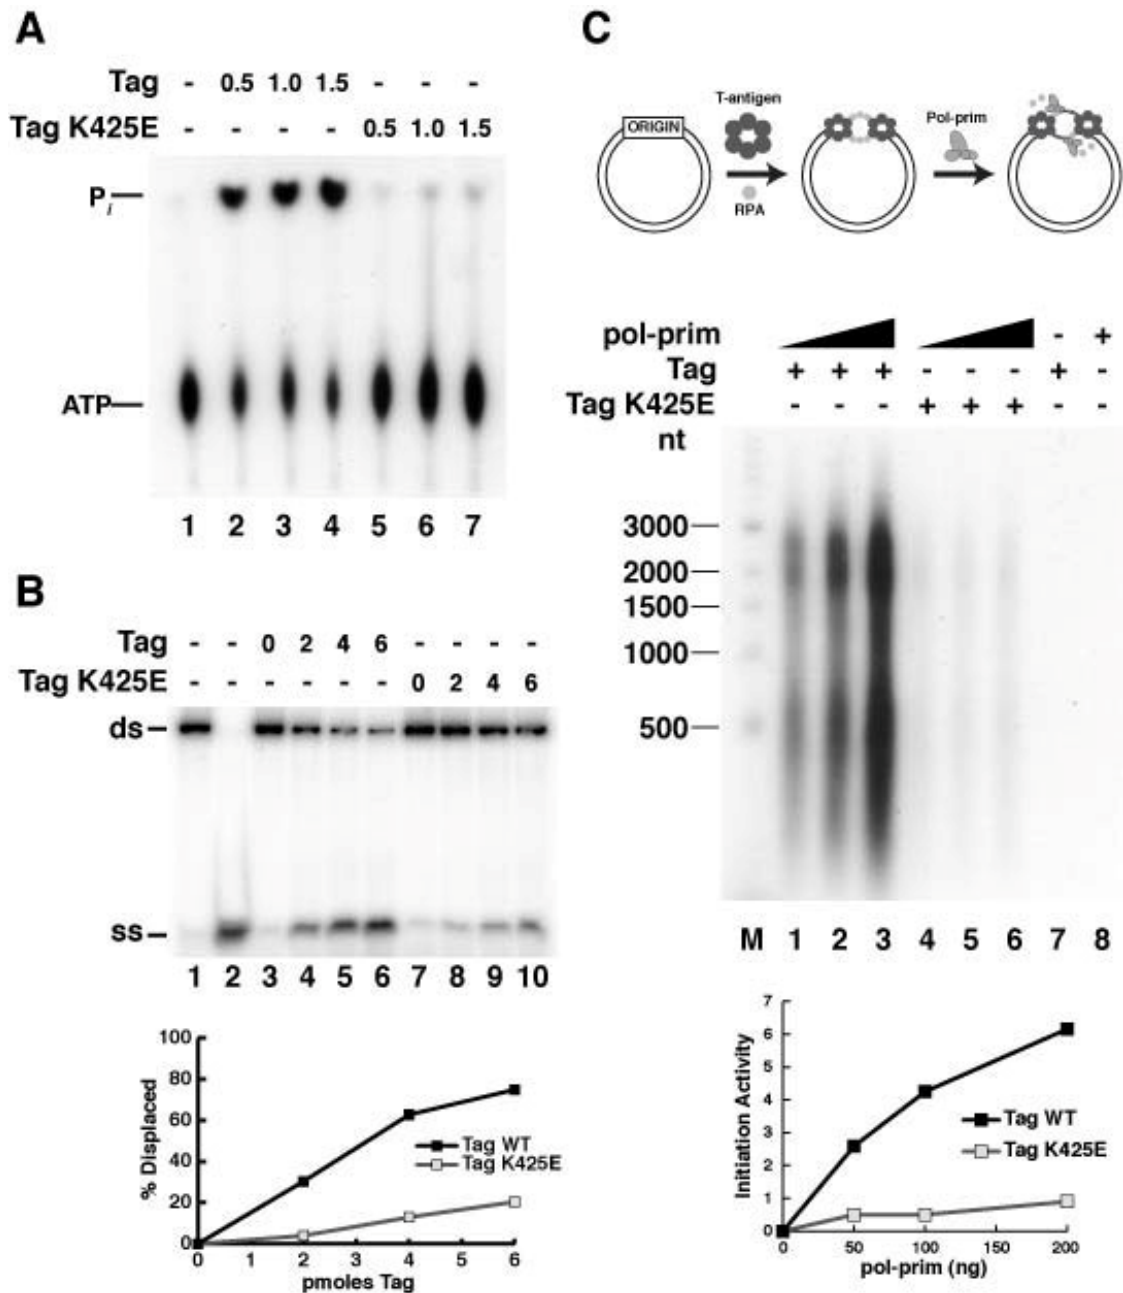 A
Tag - 0.5 1.0 1.5 - - -
Tag K425E - - - - 0.5 1.0 1.5
Pi
ATP
1 2 3 4 5 6 7
B
Tag - - 0 2 4 6 - - - -
Tag K425E - - - - - - 0 2 4 6
ds
ss
1 2 3 4 5 6 7 8 9 10
100
80
60
40
20
0
% Displaced
Tag WT
Tag K425E
0 1 2 3 4 5 6
pmoles Tag
C
ORIGIN
T-antigen
RPA
Pol-prim
pol-prim - +
Tag + + + - - - + -
Tag K425E - - - + + + - -
nt
3000
2000
1500
1000
500
M 1 2 3 4 5 6 7 8
7
6
5
4
3
2
1
0
Initiation Activity
Tag WT
Tag K425E
0 50 100 150 200
pol-prim (ng)